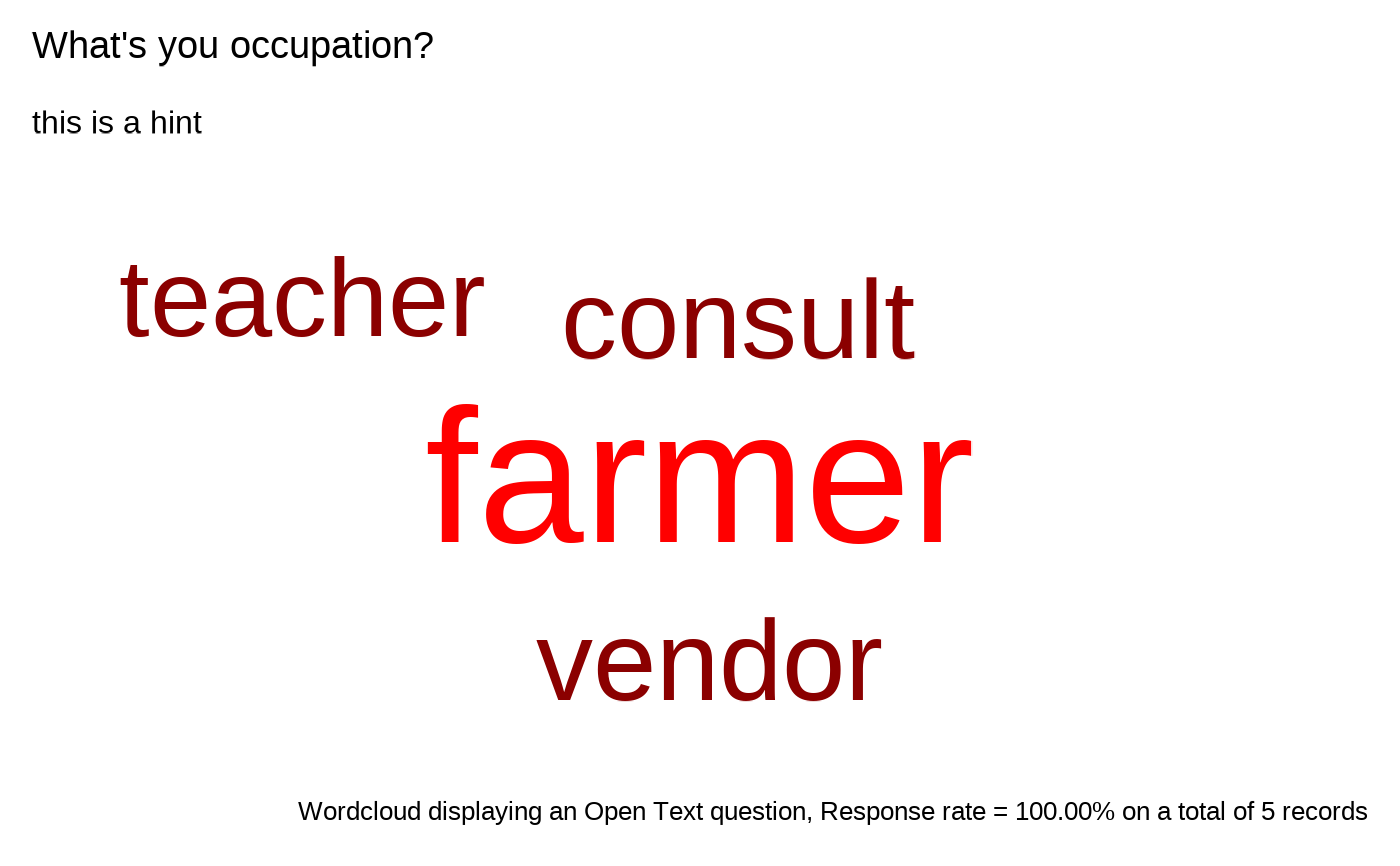 What's you occupation?
this is a hint
teacher
consult
farmer
vendor
Wordcloud displaying an Open Text question, Response rate = 100.00% on a total of 5 records